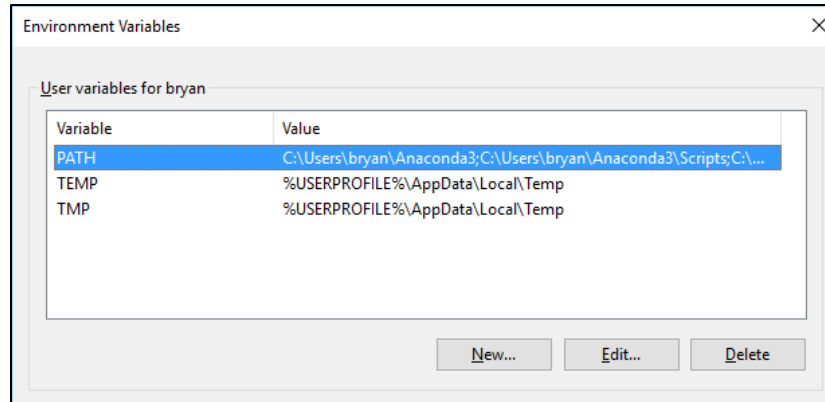 Environment Variables
User variables for bryan
Variable Value
PATH C:\Users\bryan\Anaconda3;C:\Users\bryan\Anaconda3\Scripts;C:\...
TEMP %USERPROFILE%\AppData\Local\Temp
TMP %USERPROFILE%\AppData\Local\Temp
New... Edit... Delete